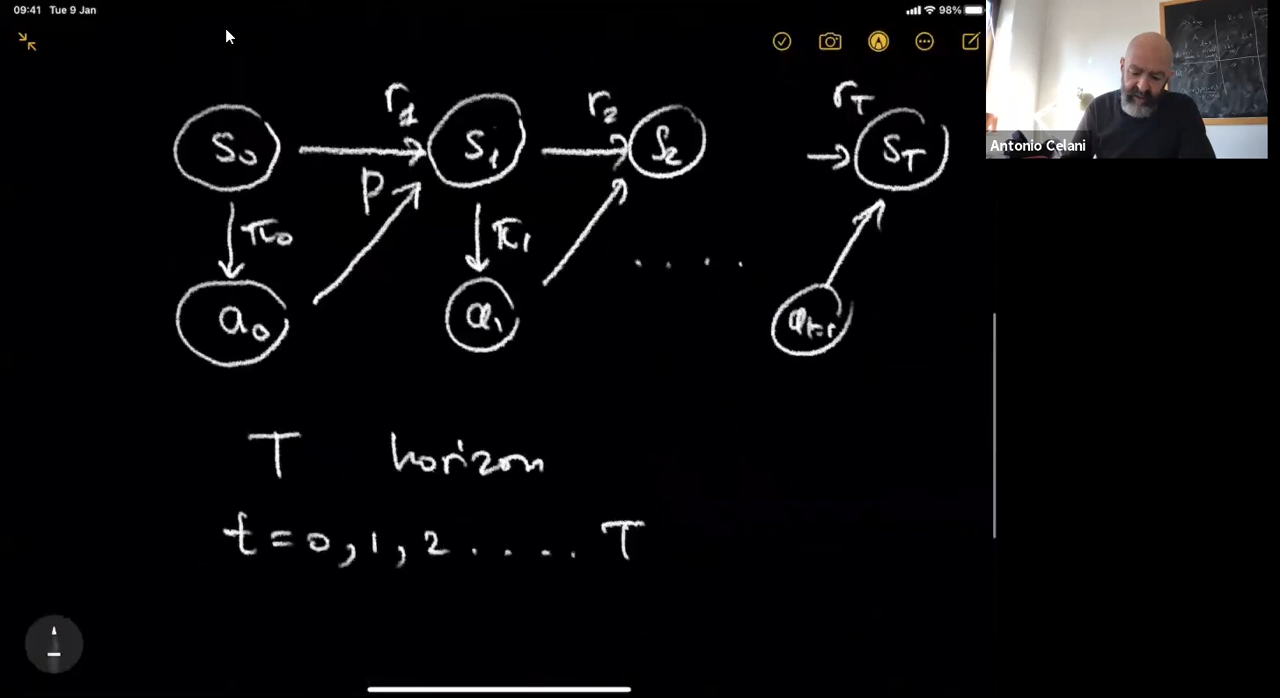 09:41 Tue 9 Jan 98%
r1 r2 rT
S0 S1 S2 ST
P
π0 π1
a0 a1 .... aT-1
T horizon
t=0,1,2.....T
Antonio Celani